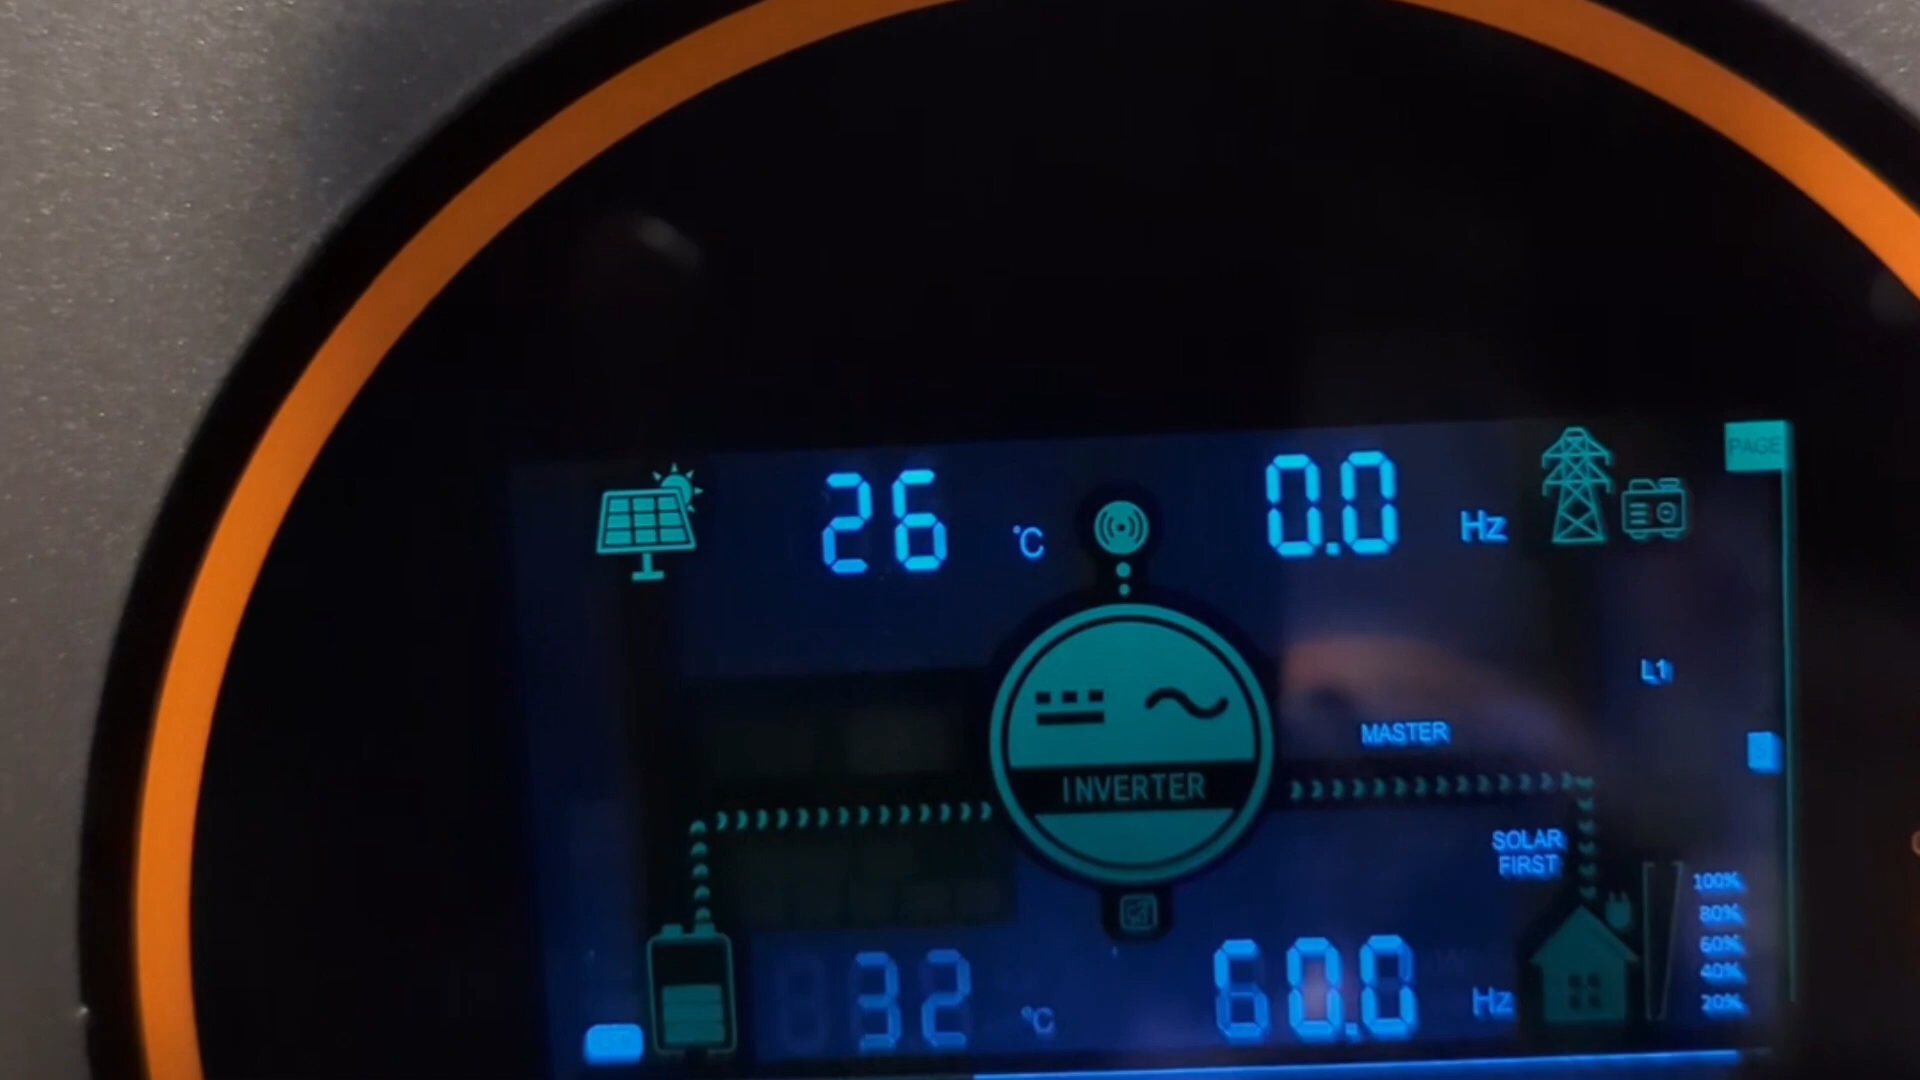 PAGE
26 °C
0.0 Hz
L1
MASTER
INVERTER
SOLAR
FIRST
100%
80%
60%
40%
20%
32 °C
60.0 Hz